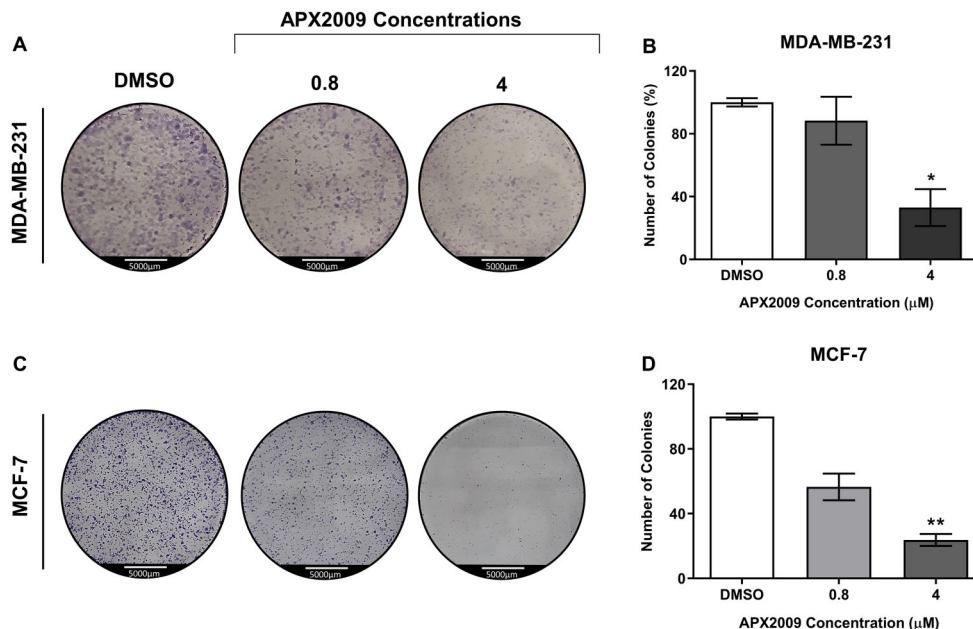 APX2009 Concentrations
A
DMSO
0.8
4
MDA-MB-231
5000µm
5000µm
5000µm
B
MDA-MB-231
Number of Colonies (%)
120
80
40
0
*
DMSO
0.8
4
APX2009 Concentration (µM)
C
MCF-7
5000µm
5000µm
5000µm
D
MCF-7
Number of Colonies
120
80
40
0
**
DMSO
0.8
4
APX2009 Concentration (µM)